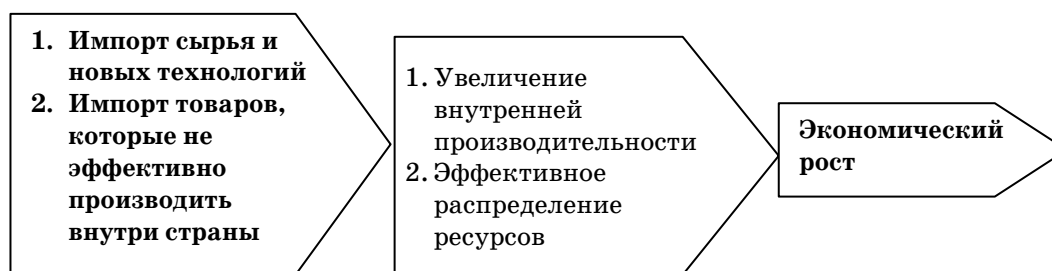 1. Импорт сырья и
новых технологий
2. Импорт товаров,
которые не
эффективно
производить
внутри страны
1. Увеличение
внутренней
производительности
2. Эффективное
распределение
ресурсов
Экономический
рост